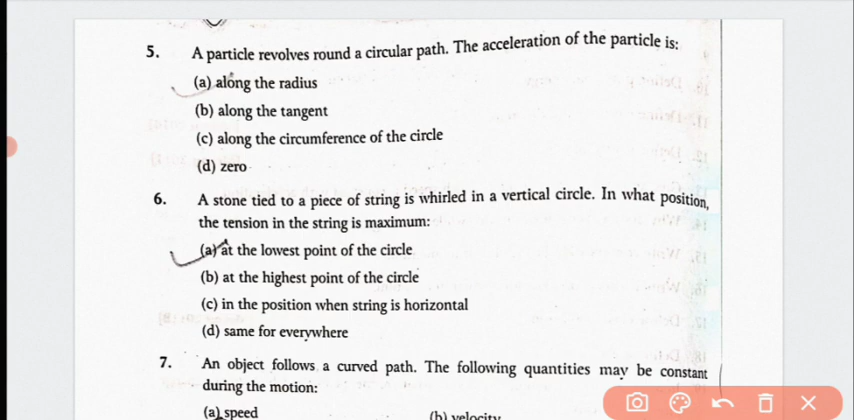 5. A particle revolves round a circular path. The acceleration of the particle is:
(a) along the radius
(b) along the tangent
(c) along the circumference of the circle
(d) zero
6. A stone tied to a piece of string is whirled in a vertical circle. In what position,
the tension in the string is maximum:
(a) at the lowest point of the circle
(b) at the highest point of the circle
(c) in the position when string is horizontal
(d) same for everywhere
7. An object follows a curved path. The following quantities may be constant
during the motion:
(a) speed (b) velocity